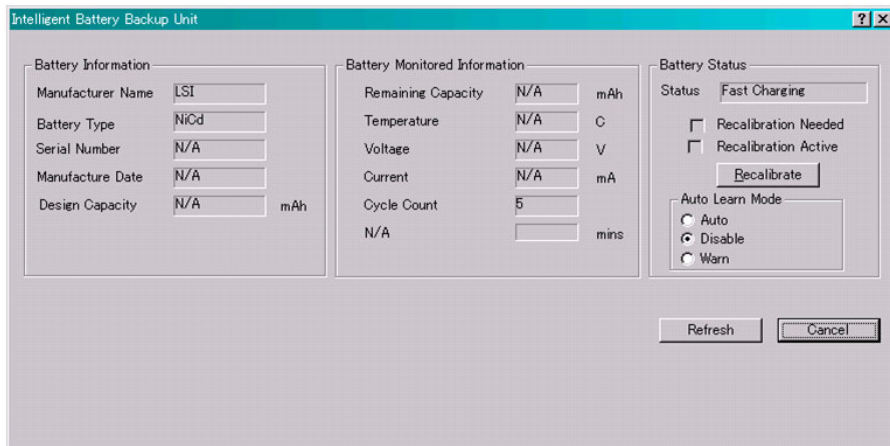 Intelligent Battery Backup Unit
? ×
Battery Information
Manufacturer Name LSI
Battery Type NiCd
Serial Number N/A
Manufacture Date N/A
Design Capacity N/A mAh
Battery Monitored Information
Remaining Capacity N/A mAh
Temperature N/A C
Voltage N/A V
Current N/A mA
Cycle Count 5
N/A mins
Battery Status
Status Fast Charging
Recalibration Needed
Recalibration Active
Recalibrate
Auto Learn Mode
Auto
Disable
Warn
Refresh Cancel